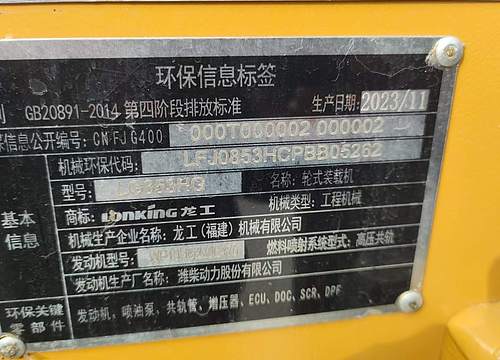 环保信息标签
GB20891-2014 第四阶段排放标准 生产日期: 2023/11
信息公开编号: CN FJ G400 000T000002 000002
机械环保代码: LFJ0853HCPBB05262
型号: LG853HG 名称: 轮式装载机
基本信息
商标: LonKing 龙工 机械类型: 工程机械
机械生产企业名称: 龙工（福建）机械有限公司
发动机型号: 燃料喷射系统型式: 高压共轨
发动机生产厂名称: 潍柴动力股份有限公司
环保关键零部件
发动机、喷油泵、共轨管、增压器、ECU、DOC、SCR、DPF